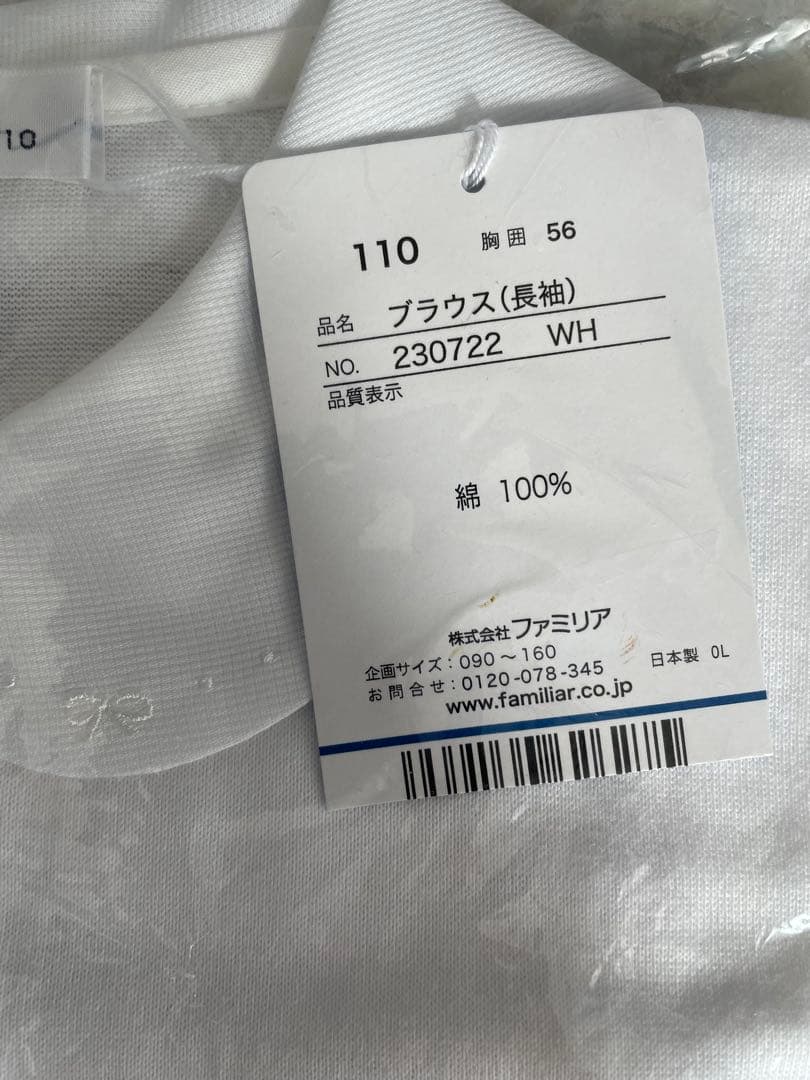 10
110 胸囲 56
品名 ブラウス(長袖)
NO. 230722 WH
品質表示
綿 100%
株式会社ファミリア
企画サイズ:090~160
お問合せ:0120-078-345 日本製 0L
www.familiar.co.jp